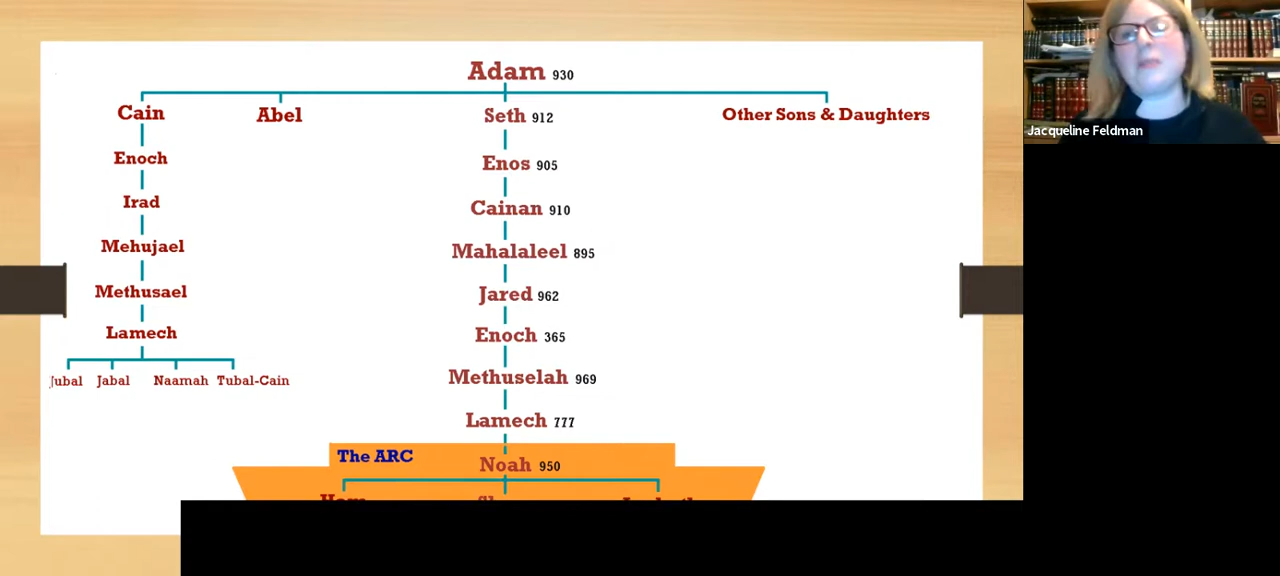 Adam 930
Cain Abel Seth 912 Other Sons & Daughters
Enoch Enos 905
Irad Cainan 910
Mehujael Mahalaleel 895
Methusael Jared 962
Lamech Enoch 365
Jubal Jabal Naamah Tubal-Cain Methuselah 969
Lamech 777
The ARC Noah 950
Jacqueline Feldman